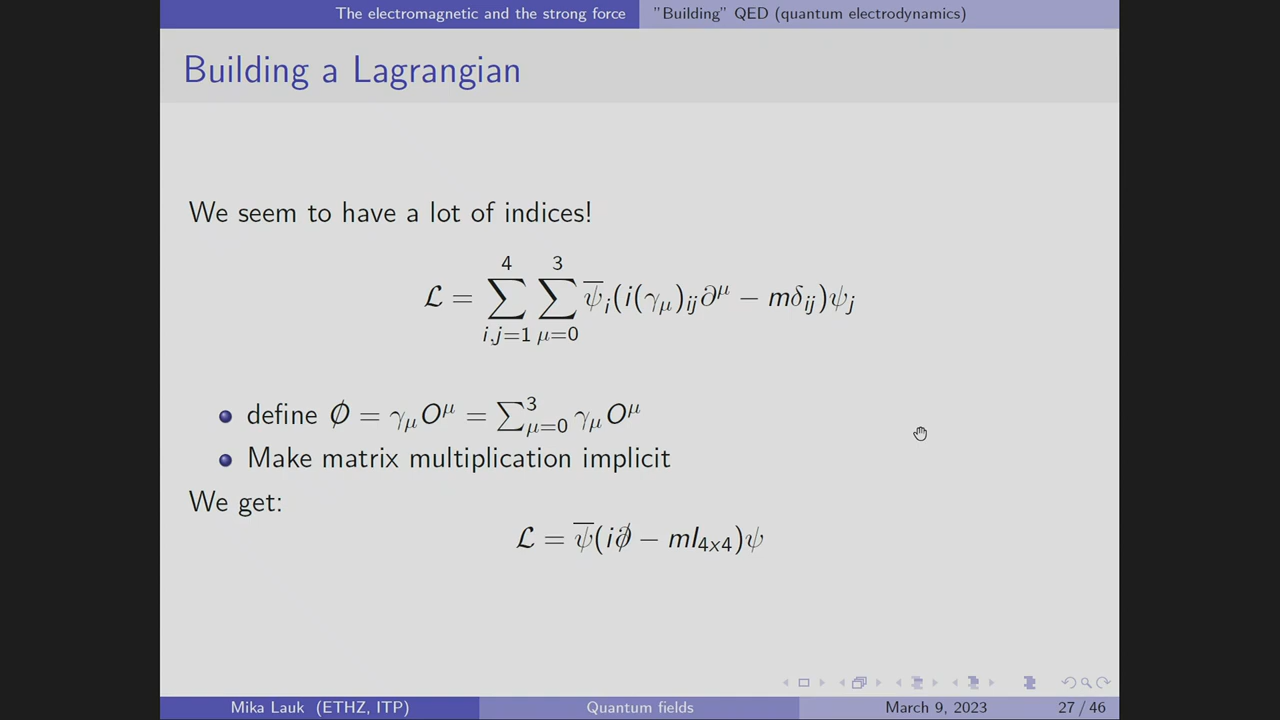 The electromagnetic and the strong force "Building" QED (quantum electrodynamics)
Building a Lagrangian
We seem to have a lot of indices!
ℒ = ∑_{i,j=1}^{4} ∑_{μ=0}^{3} ψ̅_i(i(γ_μ)_{ij}∂^μ − mδ_{ij})ψ_j
define Ø = γ_μO^μ = ∑_{μ=0}^{3} γ_μO^μ
Make matrix multiplication implicit
We get:
ℒ = ψ̅(i∂̸ − mI_{4x4})ψ
Mika Lauk (ETHZ, ITP) Quantum fields March 9, 2023 27 / 46